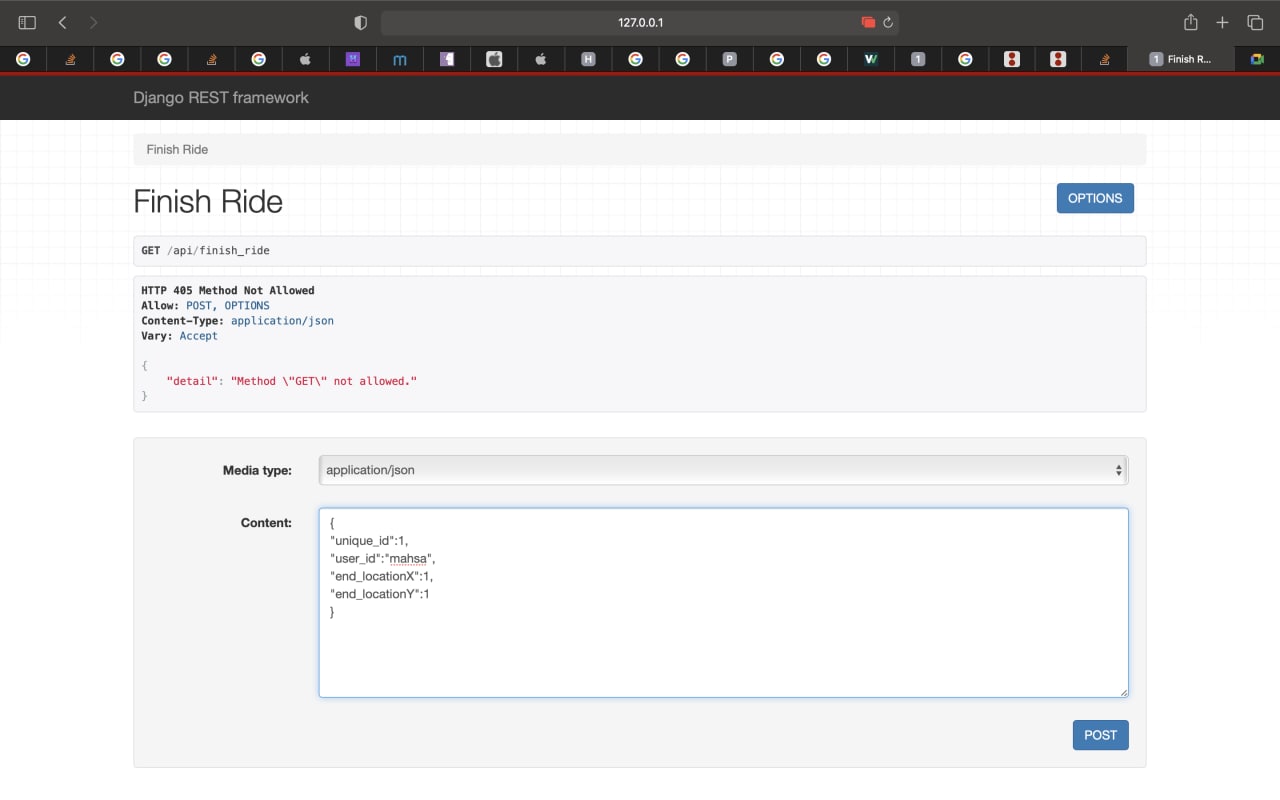 127.0.0.1
H
P
W
1
1 Finish R...
Django REST framework
Finish Ride
Finish Ride
OPTIONS
GET /api/finish_ride
HTTP 405 Method Not Allowed
Allow: POST, OPTIONS
Content-Type: application/json
Vary: Accept
{
"detail": "Method \"GET\" not allowed."
}
Media type: application/json
Content: {
"unique_id":1,
"user_id":"mahsa",
"end_locationX":1,
"end_locationY":1
}
POST